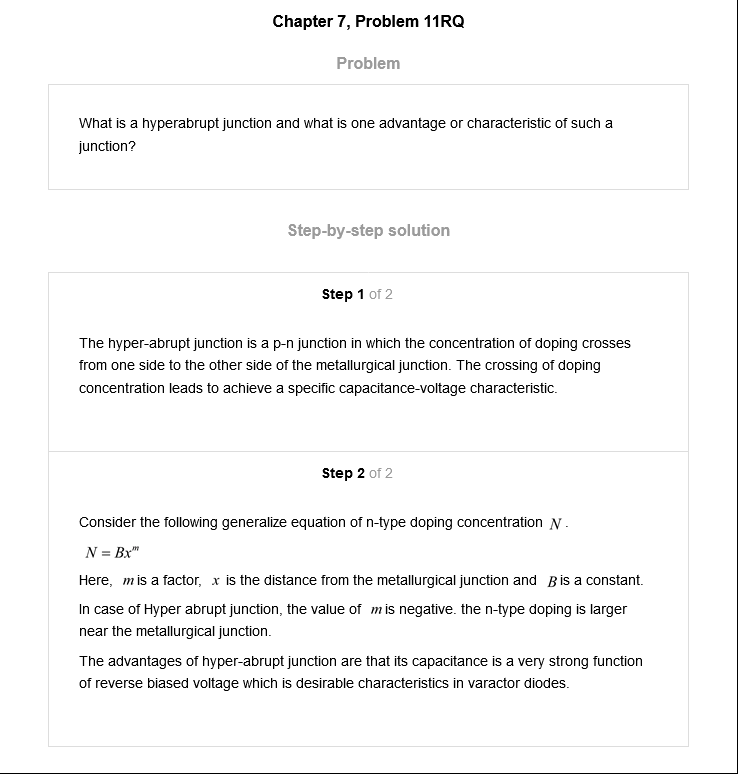 Chapter 7, Problem 11RQ
Problem
What is a hyperabrupt junction and what is one advantage or characteristic of such a
junction?
Step-by-step solution
Step 1 of 2
The hyper-abrupt junction is a p-n junction in which the concentration of doping crosses
from one side to the other side of the metallurgical junction. The crossing of doping
concentration leads to achieve a specific capacitance-voltage characteristic.
Step 2 of 2
Consider the following generalize equation of n-type doping concentration N .
N = Bx^m
Here, m is a factor, x is the distance from the metallurgical junction and B is a constant.
In case of Hyper abrupt junction, the value of m is negative. the n-type doping is larger
near the metallurgical junction.
The advantages of hyper-abrupt junction are that its capacitance is a very strong function
of reverse biased voltage which is desirable characteristics in varactor diodes.